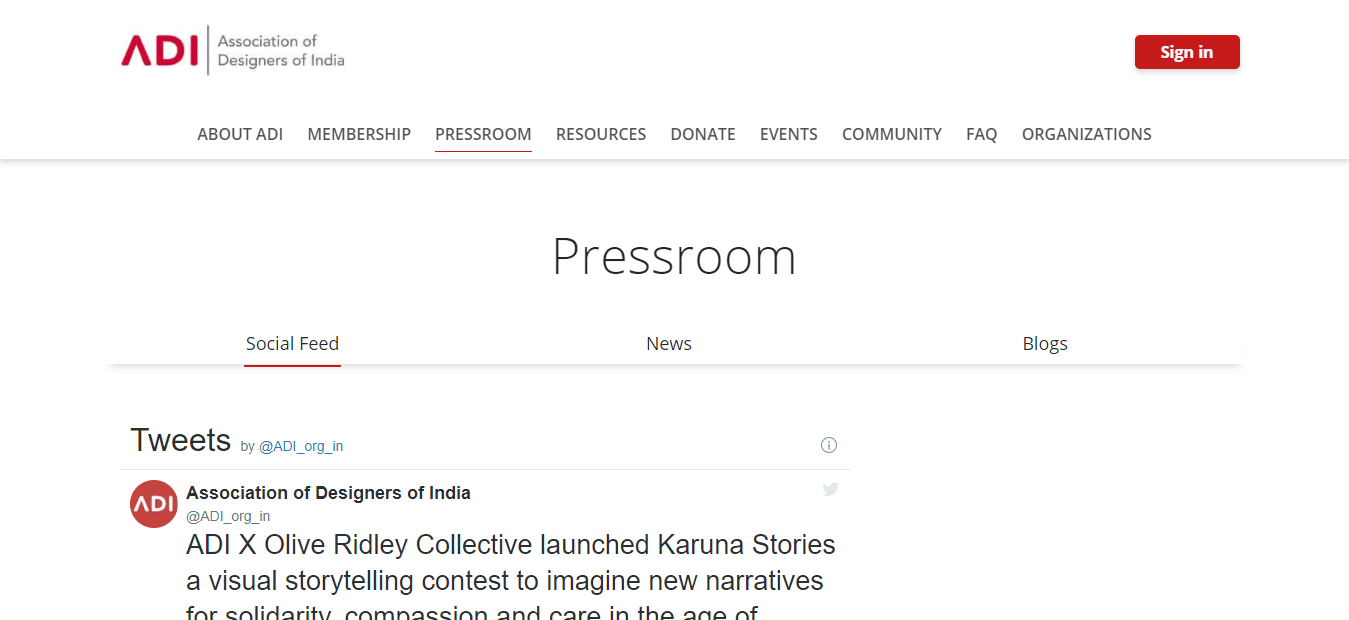 ADI Association of
Designers of India
Sign in
ABOUT ADI MEMBERSHIP PRESSROOM RESOURCES DONATE EVENTS COMMUNITY FAQ ORGANIZATIONS
Pressroom
Social Feed News Blogs
Tweets by @ADI_org_in
ADI
Association of Designers of India
@ADI_org_in
ADI X Olive Ridley Collective launched Karuna Stories
a visual storytelling contest to imagine new narratives
for solidarity, compassion and care in the age of